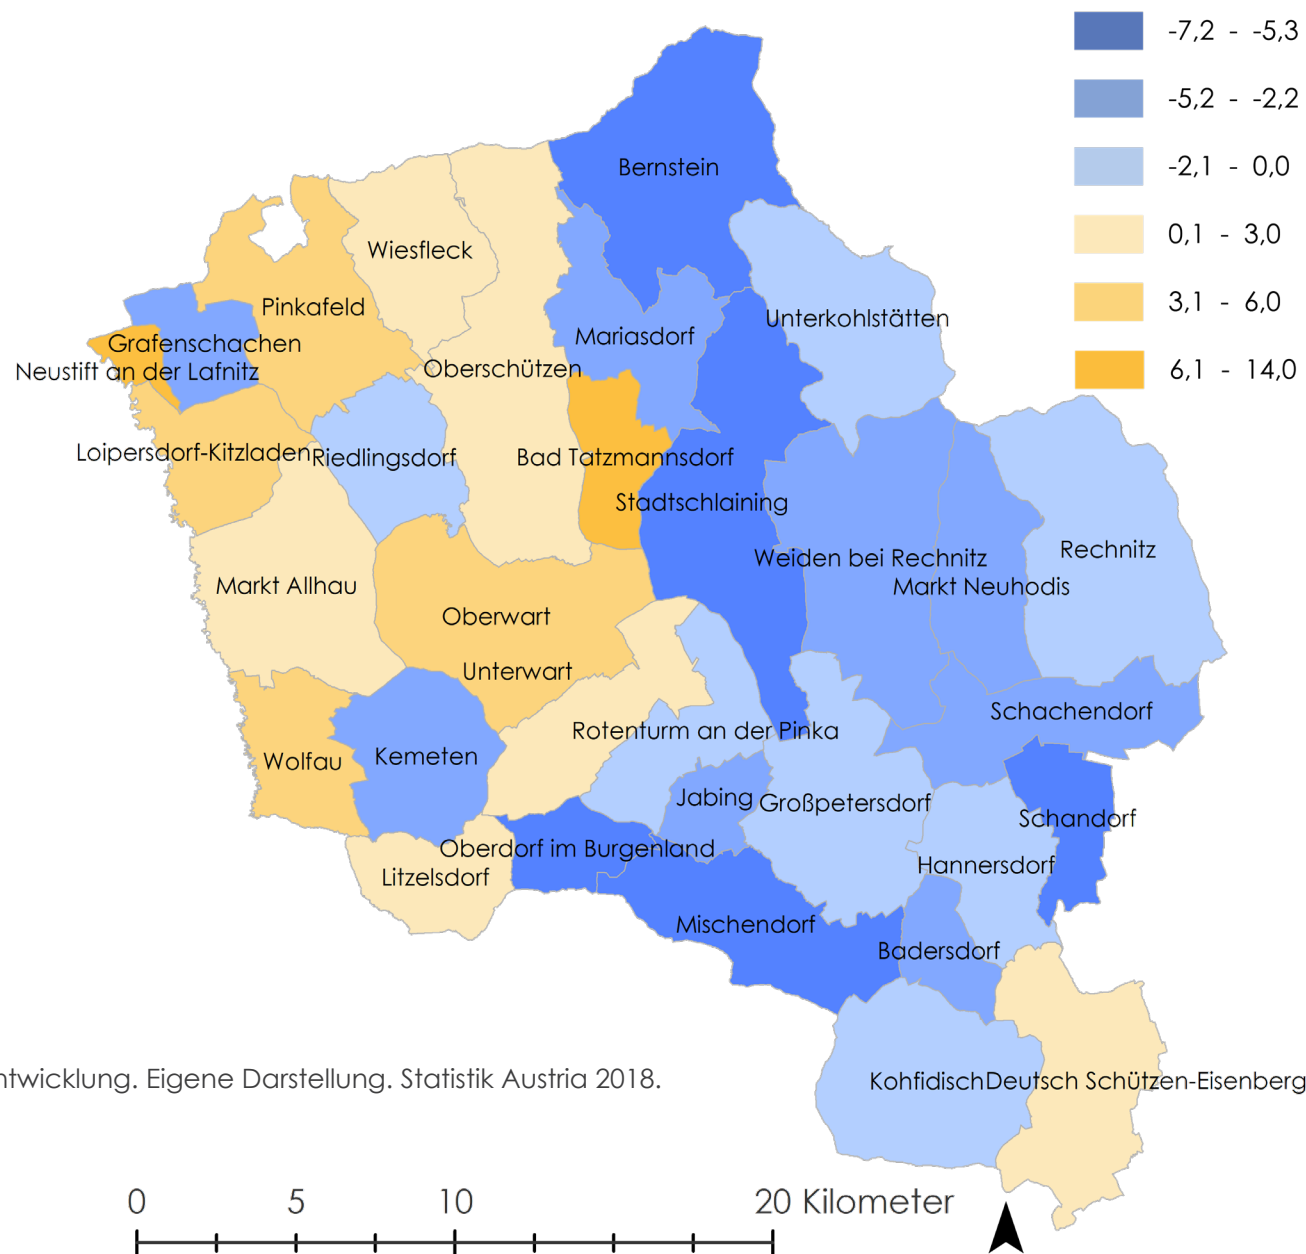 -7,2 - -5,3
-5,2 - -2,2
-2,1 - 0,0
0,1 - 3,0
3,1 - 6,0
6,1 - 14,0
Bernstein
Wiesfleck
Pinkafeld
Unterkohlstätten
Mariasdorf
Grafenschachen
Neustift an der Lafnitz
Oberschützen
Loipersdorf-Kitzladen
Riedlingsdorf
Bad Tatzmannsdorf
Stadtschlaining
Weiden bei Rechnitz
Rechnitz
Markt Neuhodis
Markt Allhau
Oberwart
Unterwart
Schachendorf
Rotenturm an der Pinka
Wolfau
Kemeten
Jabing
Großpetersdorf
Schandorf
Oberdorf im Burgenland
Hannersdorf
Litzelsdorf
Mischendorf
Badersdorf
Kohfidisch
Deutsch Schützen-Eisenberg
ntwicklung. Eigene Darstellung. Statistik Austria 2018.
0 5 10 20 Kilometer